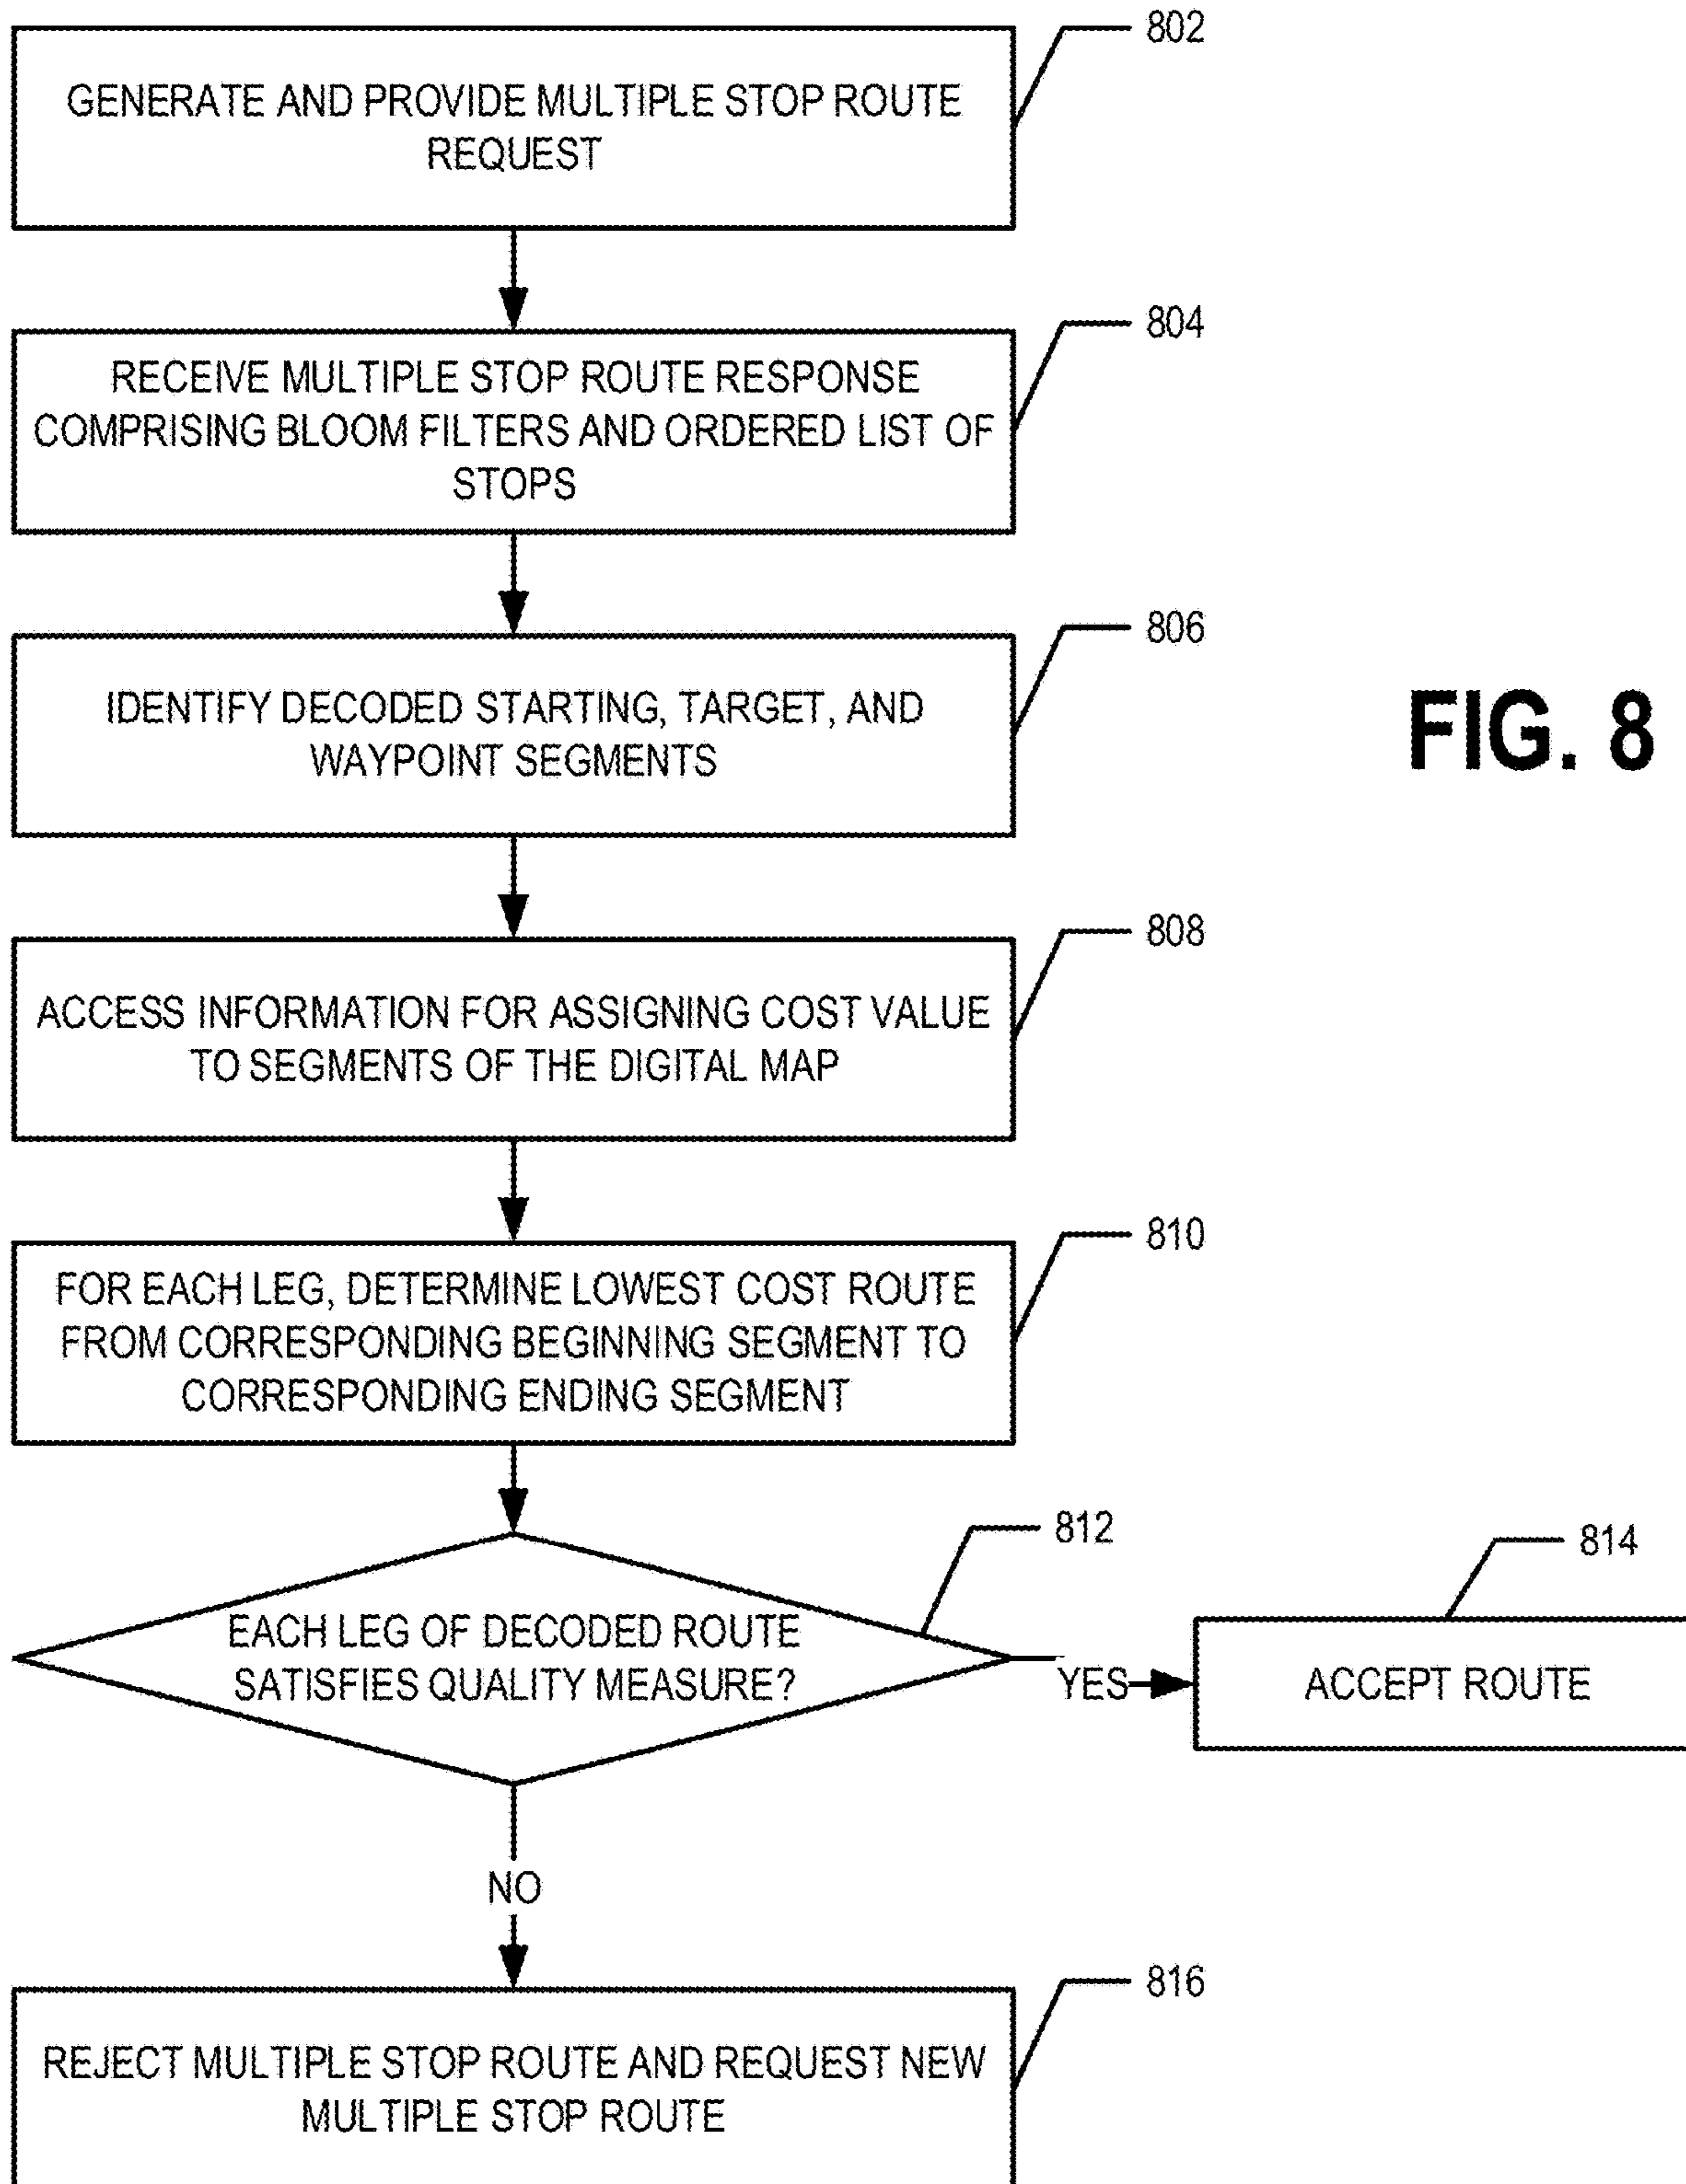 802
GENERATE AND PROVIDE MULTIPLE STOP ROUTE
REQUEST
804
RECEIVE MULTIPLE STOP ROUTE RESPONSE
COMPRISING BLOOM FILTERS AND ORDERED LIST OF
STOPS
806
IDENTIFY DECODED STARTING, TARGET, AND
WAYPOINT SEGMENTS
FIG. 8
808
ACCESS INFORMATION FOR ASSIGNING COST VALUE
TO SEGMENTS OF THE DIGITAL MAP
810
FOR EACH LEG, DETERMINE LOWEST COST ROUTE
FROM CORRESPONDING BEGINNING SEGMENT TO
CORRESPONDING ENDING SEGMENT
812
EACH LEG OF DECODED ROUTE
SATISFIES QUALITY MEASURE?
YES
814
ACCEPT ROUTE
NO
816
REJECT MULTIPLE STOP ROUTE AND REQUEST NEW
MULTIPLE STOP ROUTE